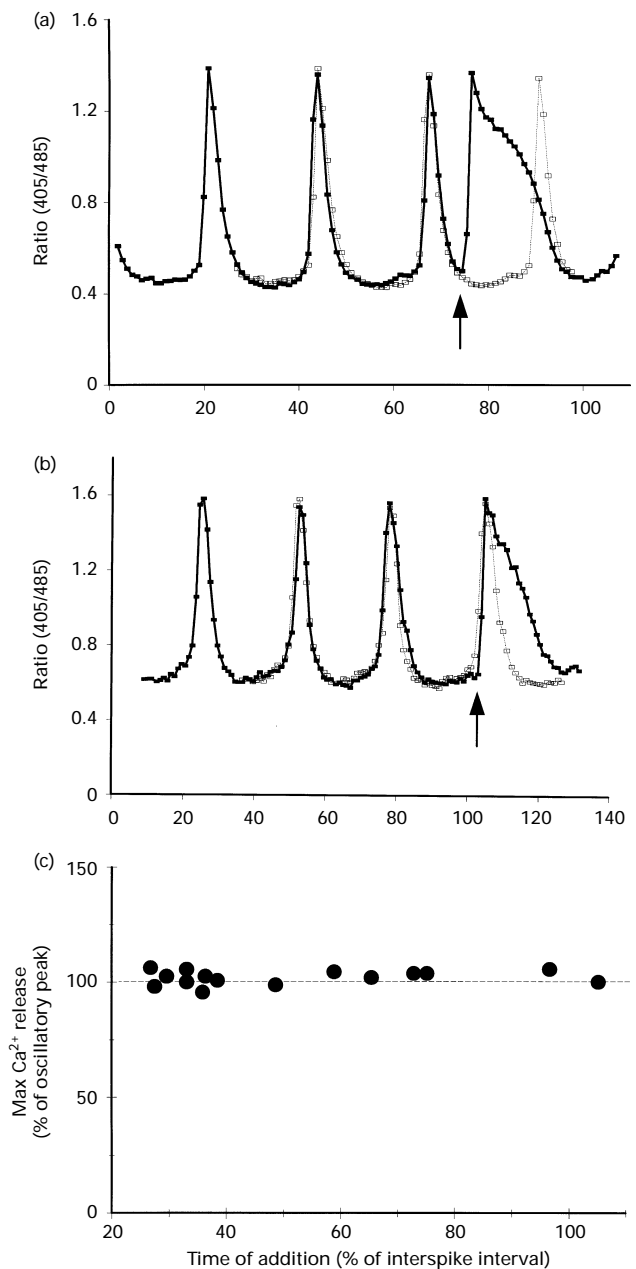 (a)
1.6
1.2
0.8
0.4
0
Ratio (405/485)
0 20 40 60 80 100
(b)
1.6
1.2
0.8
0.4
0
Ratio (405/485)
0 20 40 60 80 100 120 140
(c)
150
100
50
0
Max Ca²⁺ release
(% of oscillatory peak)
20 40 60 80 100
Time of addition (% of interspike interval)